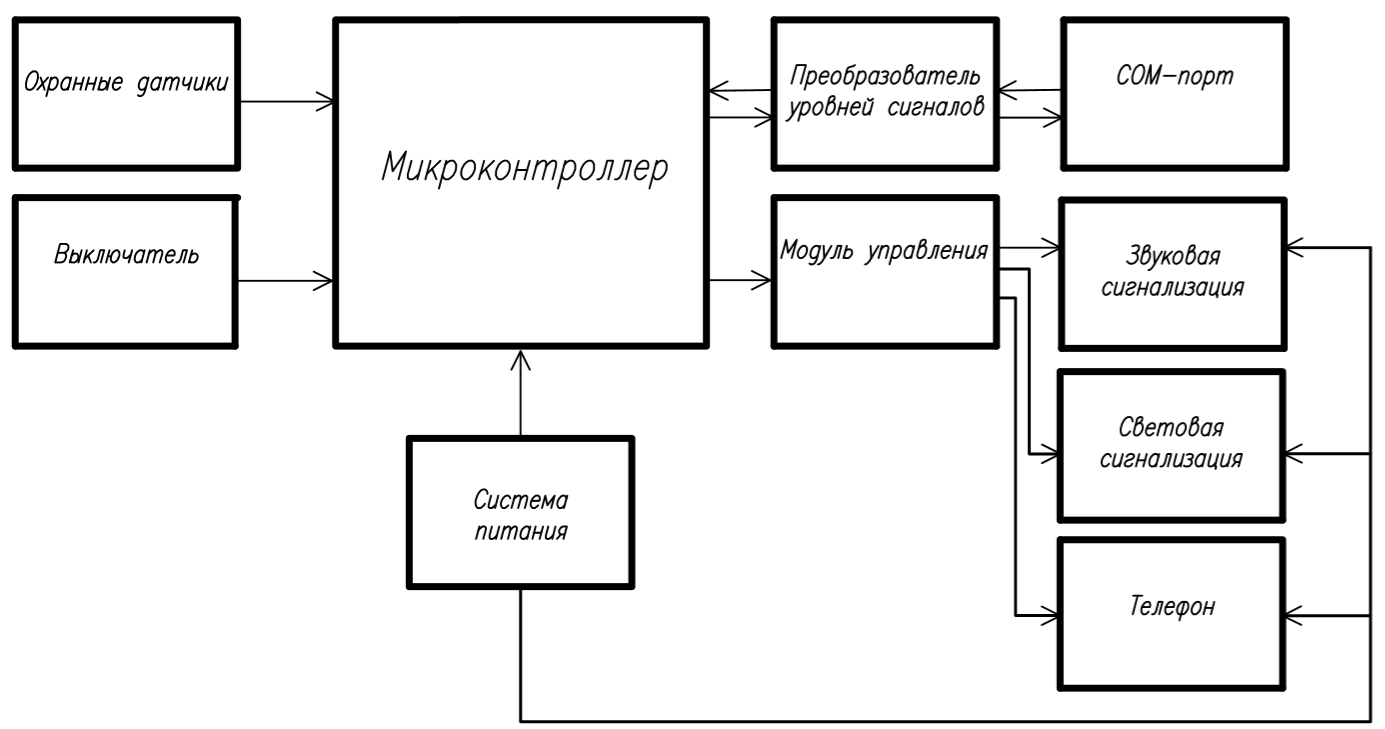 Охранные датчики
Микроконтроллер
Преобразователь
уровней сигналов
COM-порт
Выключатель
Модуль управления
Звуковая
сигнализация
Световая
сигнализация
Система
питания
Телефон